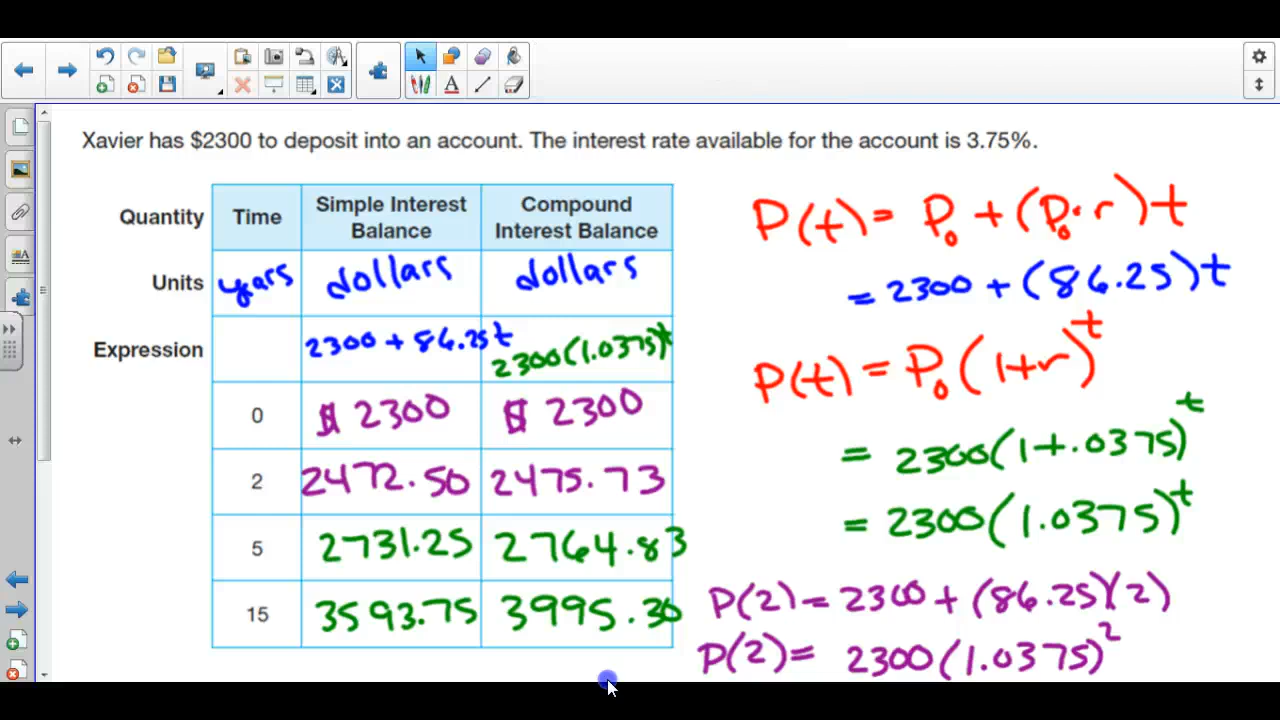 Xavier has $2300 to deposit into an account. The interest rate available for the account is 3.75%.
Quantity Time Simple Interest Balance Compound Interest Balance
Units years dollars dollars
Expression 2300 + 86.25t 2300(1.0375)^t
0 $ 2300 $ 2300
2 2472.50 2475.73
5 2731.25 2764.83
15 3593.75 3995.30
P(t) = P₀ + (P₀·r)t
= 2300 + (86.25)t
P(t) = P₀(1+r)^t
= 2300(1+.0375)^t
= 2300(1.0375)^t
P(2) = 2300 + (86.25)(2)
P(2) = 2300(1.0375)^2